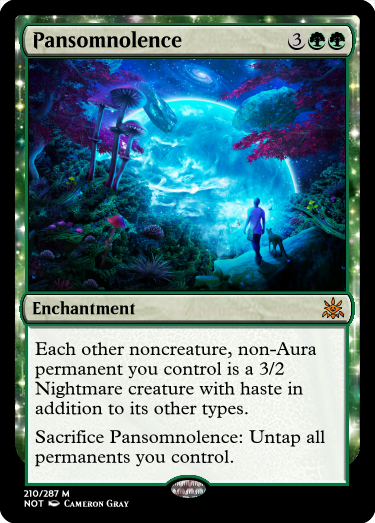 Pansomnolence 3
Enchantment
Each other noncreature, non-Aura
permanent you control is a 3/2
Nightmare creature with haste in
addition to its other types.
Sacrifice Pansomnolence: Untap all
permanents you control.
210/287 M
NOT Cameron Gray